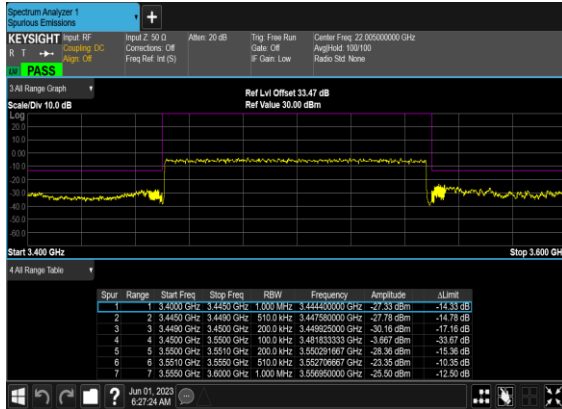 Spectrum Analyzer 1
Spurious Emissions
+
KEYSIGHT Input: RF
R T
Coupling: DC
Align: Off
Input Z: 50 Ω
Corrections: Off
Freq Ref: Int (S)
Atten: 20 dB
Trig: Free Run
Gate: Off
IF Gain: Low
Center Freq: 22.005000000 GHz
Avg|Hold: 100/100
Radio Std: None
PASS
3 All Range Graph
Scale/Div 10.0 dB
Ref Lvl Offset 33.47 dB
Ref Value 30.00 dBm
Log
20.0
10.0
0.00
-10.0
-20.0
-30.0
-40.0
-50.0
-60.0
Start 3.400 GHz
Stop 3.600 GHz
4 All Range Table
Spur Range Start Freq Stop Freq RBW Frequency Amplitude ΔLimit
1 1 3.4000 GHz 3.4450 GHz 1.000 MHz 3.444400000 GHz -27.33 dBm -14.33 dB
2 2 3.4450 GHz 3.4490 GHz 510.0 kHz 3.447580000 GHz -27.78 dBm -14.78 dB
3 3 3.4490 GHz 3.4500 GHz 200.0 kHz 3.449925000 GHz -30.16 dBm -17.16 dB
4 4 3.4500 GHz 3.5500 GHz 100.0 kHz 3.481833333 GHz -3.667 dBm -33.67 dB
5 5 3.5500 GHz 3.5510 GHz 200.0 kHz 3.550291667 GHz -28.36 dBm -15.36 dB
6 6 3.5510 GHz 3.5550 GHz 510.0 kHz 3.552706667 GHz -23.35 dBm -10.35 dB
7 7 3.5550 GHz 3.6000 GHz 1.000 MHz 3.556950000 GHz -25.50 dBm -12.50 dB
?
Jun 01, 2023
6:27:24 AM